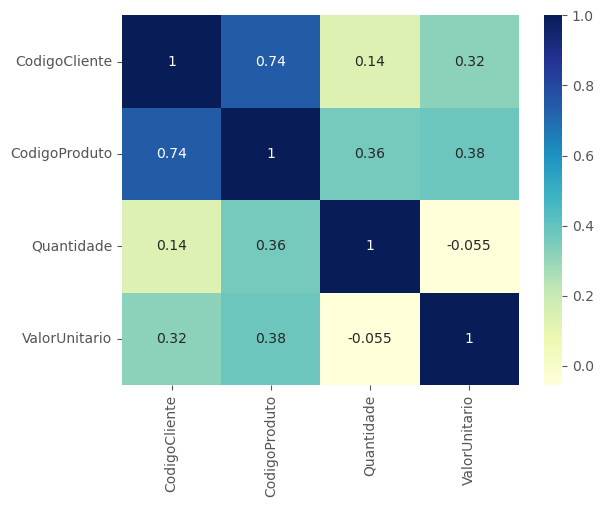 CodigoCliente 1 0.74 0.14 0.32
CodigoProduto 0.74 1 0.36 0.38
Quantidade 0.14 0.36 1 -0.055
ValorUnitario 0.32 0.38 -0.055 1
CodigoCliente
CodigoProduto
Quantidade
ValorUnitario
1.0
0.8
0.6
0.4
0.2
0.0